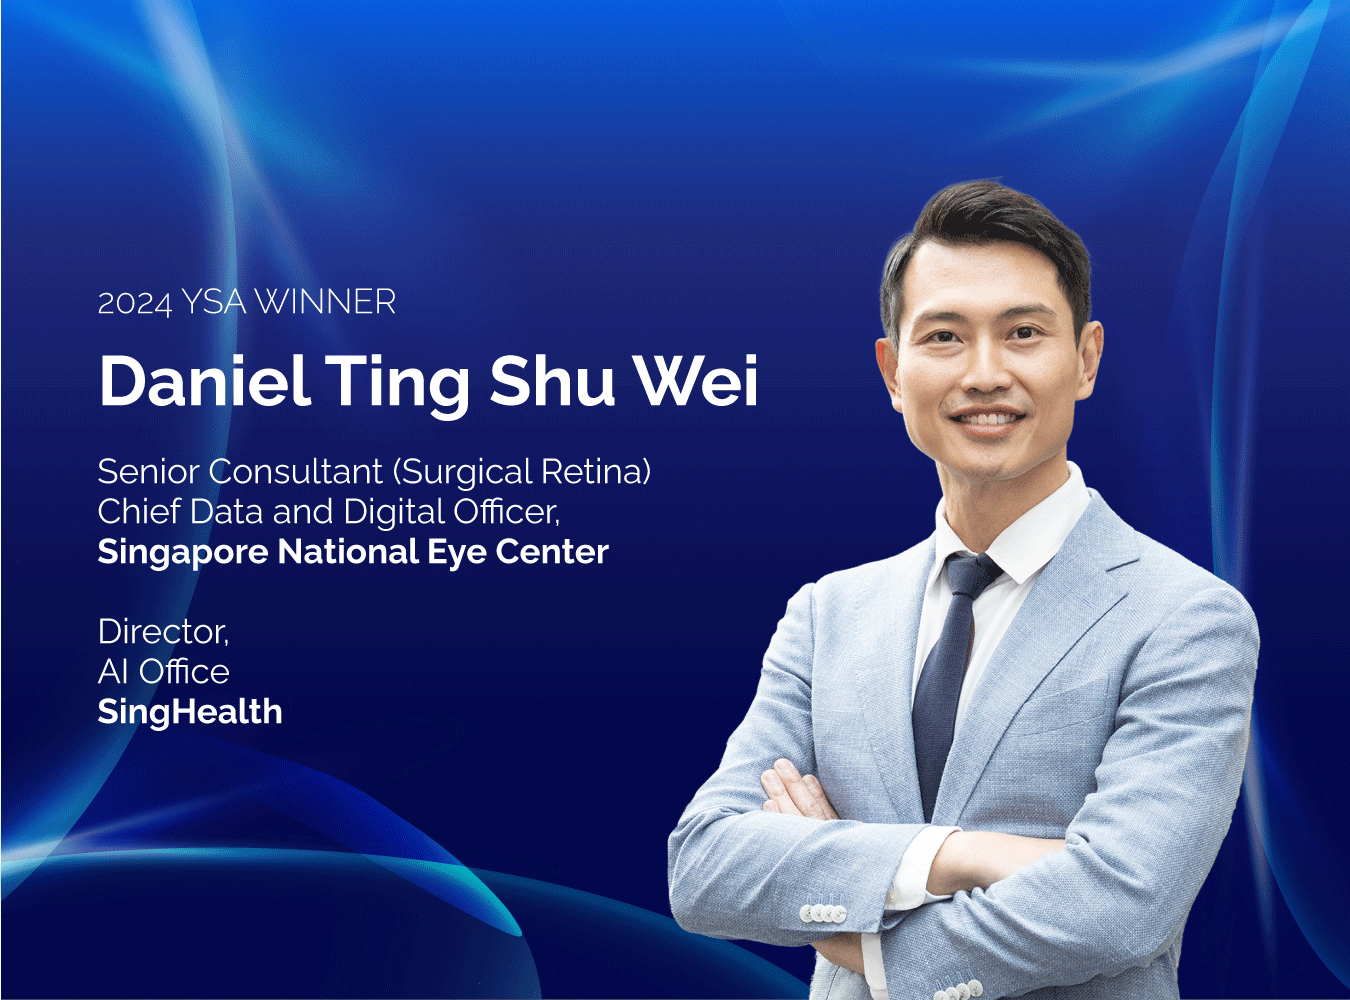 2024 YSA WINNER
Daniel Ting Shu Wei
Senior Consultant (Surgical Retina)
Chief Data and Digital Officer,
Singapore National Eye Center
Director,
AI Office
SingHealth